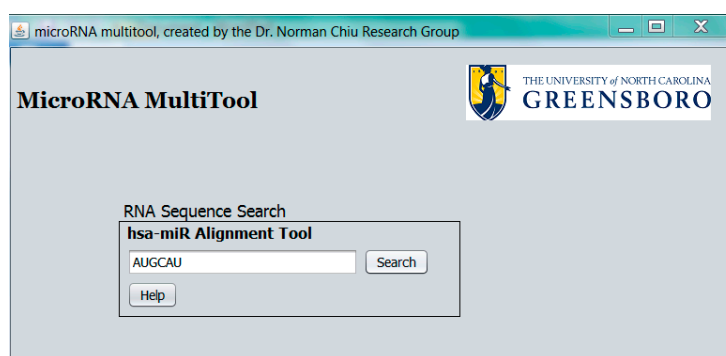 microRNA multitool, created by the Dr. Norman Chiu Research Group
MicroRNA MultiTool
THE UNIVERSITY of NORTH CAROLINA
GREENSBORO
RNA Sequence Search
hsa-miR Alignment Tool
AUGCAU
Search
Help